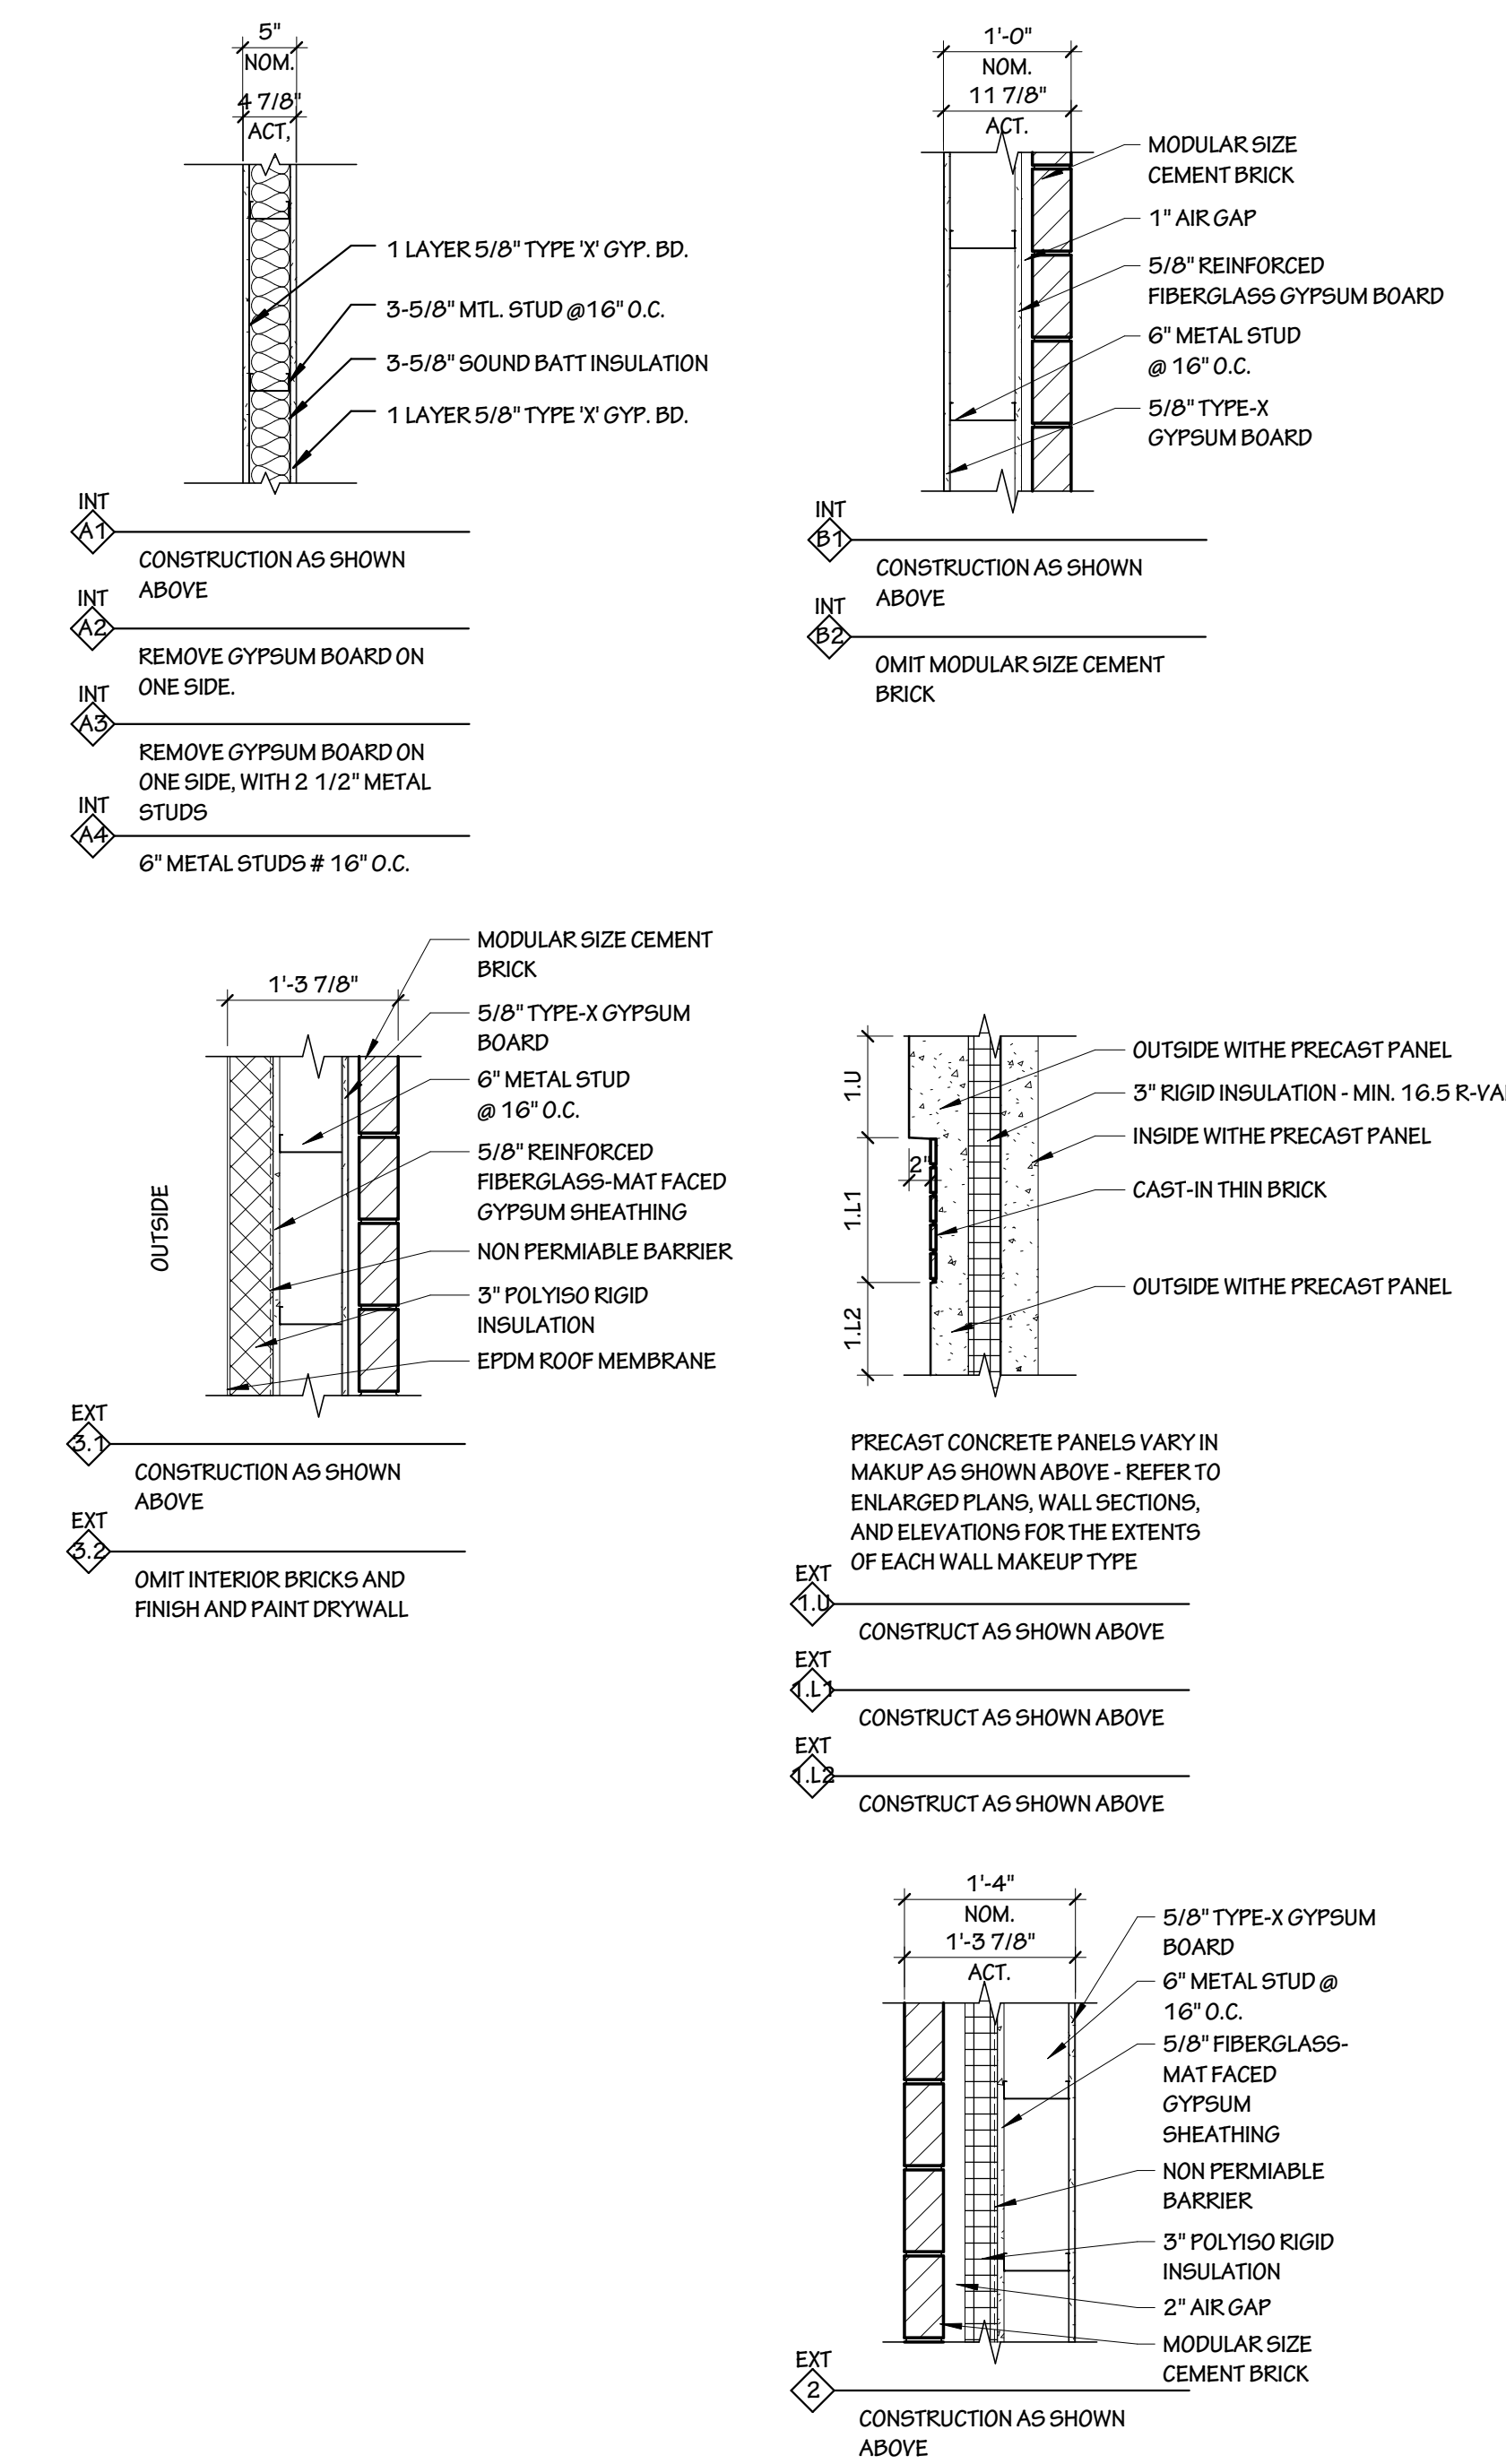 5"
NOM.
4 7/8"
ACT,
1 LAYER 5/8" TYPE 'X' GYP. BD.
3-5/8" MTL. STUD @16" O.C.
3-5/8" SOUND BATT INSULATION
1 LAYER 5/8" TYPE 'X' GYP. BD.
INT
A1
CONSTRUCTION AS SHOWN
ABOVE
INT
A2
REMOVE GYPSUM BOARD ON
ONE SIDE.
INT
A3
REMOVE GYPSUM BOARD ON
ONE SIDE, WITH 2 1/2" METAL
STUDS
INT
A4
6" METAL STUDS # 16" O.C.
1'-0"
NOM.
11 7/8"
ACT.
MODULAR SIZE
CEMENT BRICK
1" AIR GAP
5/8" REINFORCED
FIBERGLASS GYPSUM BOARD
6" METAL STUD
@ 16" O.C.
5/8" TYPE-X
GYPSUM BOARD
INT
B1
CONSTRUCTION AS SHOWN
ABOVE
INT
B2
OMIT MODULAR SIZE CEMENT
BRICK
1'-3 7/8"
OUTSIDE
MODULAR SIZE CEMENT
BRICK
5/8" TYPE-X GYPSUM
BOARD
6" METAL STUD
@ 16" O.C.
5/8" REINFORCED
FIBERGLASS-MAT FACED
GYPSUM SHEATHING
NON PERMIABLE BARRIER
3" POLYISO RIGID
INSULATION
EPDM ROOF MEMBRANE
EXT
3.1
CONSTRUCTION AS SHOWN
ABOVE
EXT
3.2
OMIT INTERIOR BRICKS AND
FINISH AND PAINT DRYWALL
1.U
1.L1
1.L2
2"
OUTSIDE WITHE PRECAST PANEL
3" RIGID INSULATION - MIN. 16.5
INSIDE WITHE PRECAST PANEL
CAST-IN THIN BRICK
OUTSIDE WITHE PRECAST PANEL
PRECAST CONCRETE PANELS VARY IN
MAKUP AS SHOWN ABOVE - REFER TO
ENLARGED PLANS, WALL SECTIONS,
AND ELEVATIONS FOR THE EXTENTS
OF EACH WALL MAKEUP TYPE
EXT
1.U
CONSTRUCT AS SHOWN ABOVE
EXT
1.L1
CONSTRUCT AS SHOWN ABOVE
EXT
1.L2
CONSTRUCT AS SHOWN ABOVE
1'-4"
NOM.
1'-3 7/8"
ACT.
5/8" TYPE-X GYPSUM
BOARD
6" METAL STUD @
16" O.C.
5/8" FIBERGLASS-
MAT FACED
GYPSUM
SHEATHING
NON PERMIABLE
BARRIER
3" POLYISO RIGID
INSULATION
2" AIR GAP
MODULAR SIZE
CEMENT BRICK
EXT
2
CONSTRUCTION AS SHOWN
ABOVE